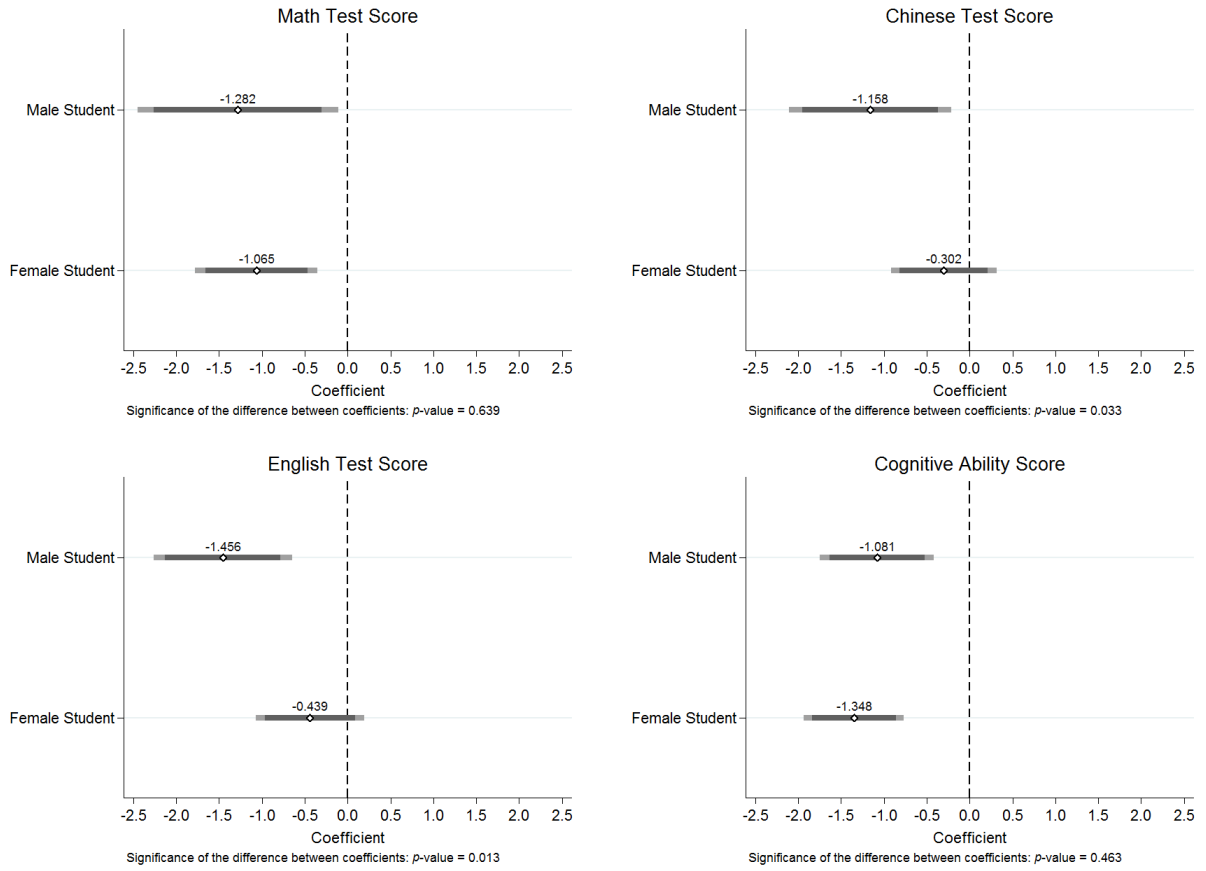 Math Test Score
Male Student
-1.282
Female Student
-1.065
-2.5 -2.0 -1.5 -1.0 -0.5 0.0 0.5 1.0 1.5 2.0 2.5
Coefficient
Significance of the difference between coefficients: p-value = 0.639
Chinese Test Score
Male Student
-1.158
Female Student
-0.302
-2.5 -2.0 -1.5 -1.0 -0.5 0.0 0.5 1.0 1.5 2.0 2.5
Coefficient
Significance of the difference between coefficients: p-value = 0.033
English Test Score
Male Student
-1.456
Female Student
-0.439
-2.5 -2.0 -1.5 -1.0 -0.5 0.0 0.5 1.0 1.5 2.0 2.5
Coefficient
Significance of the difference between coefficients: p-value = 0.013
Cognitive Ability Score
Male Student
-1.081
Female Student
-1.348
-2.5 -2.0 -1.5 -1.0 -0.5 0.0 0.5 1.0 1.5 2.0 2.5
Coefficient
Significance of the difference between coefficients: p-value = 0.463